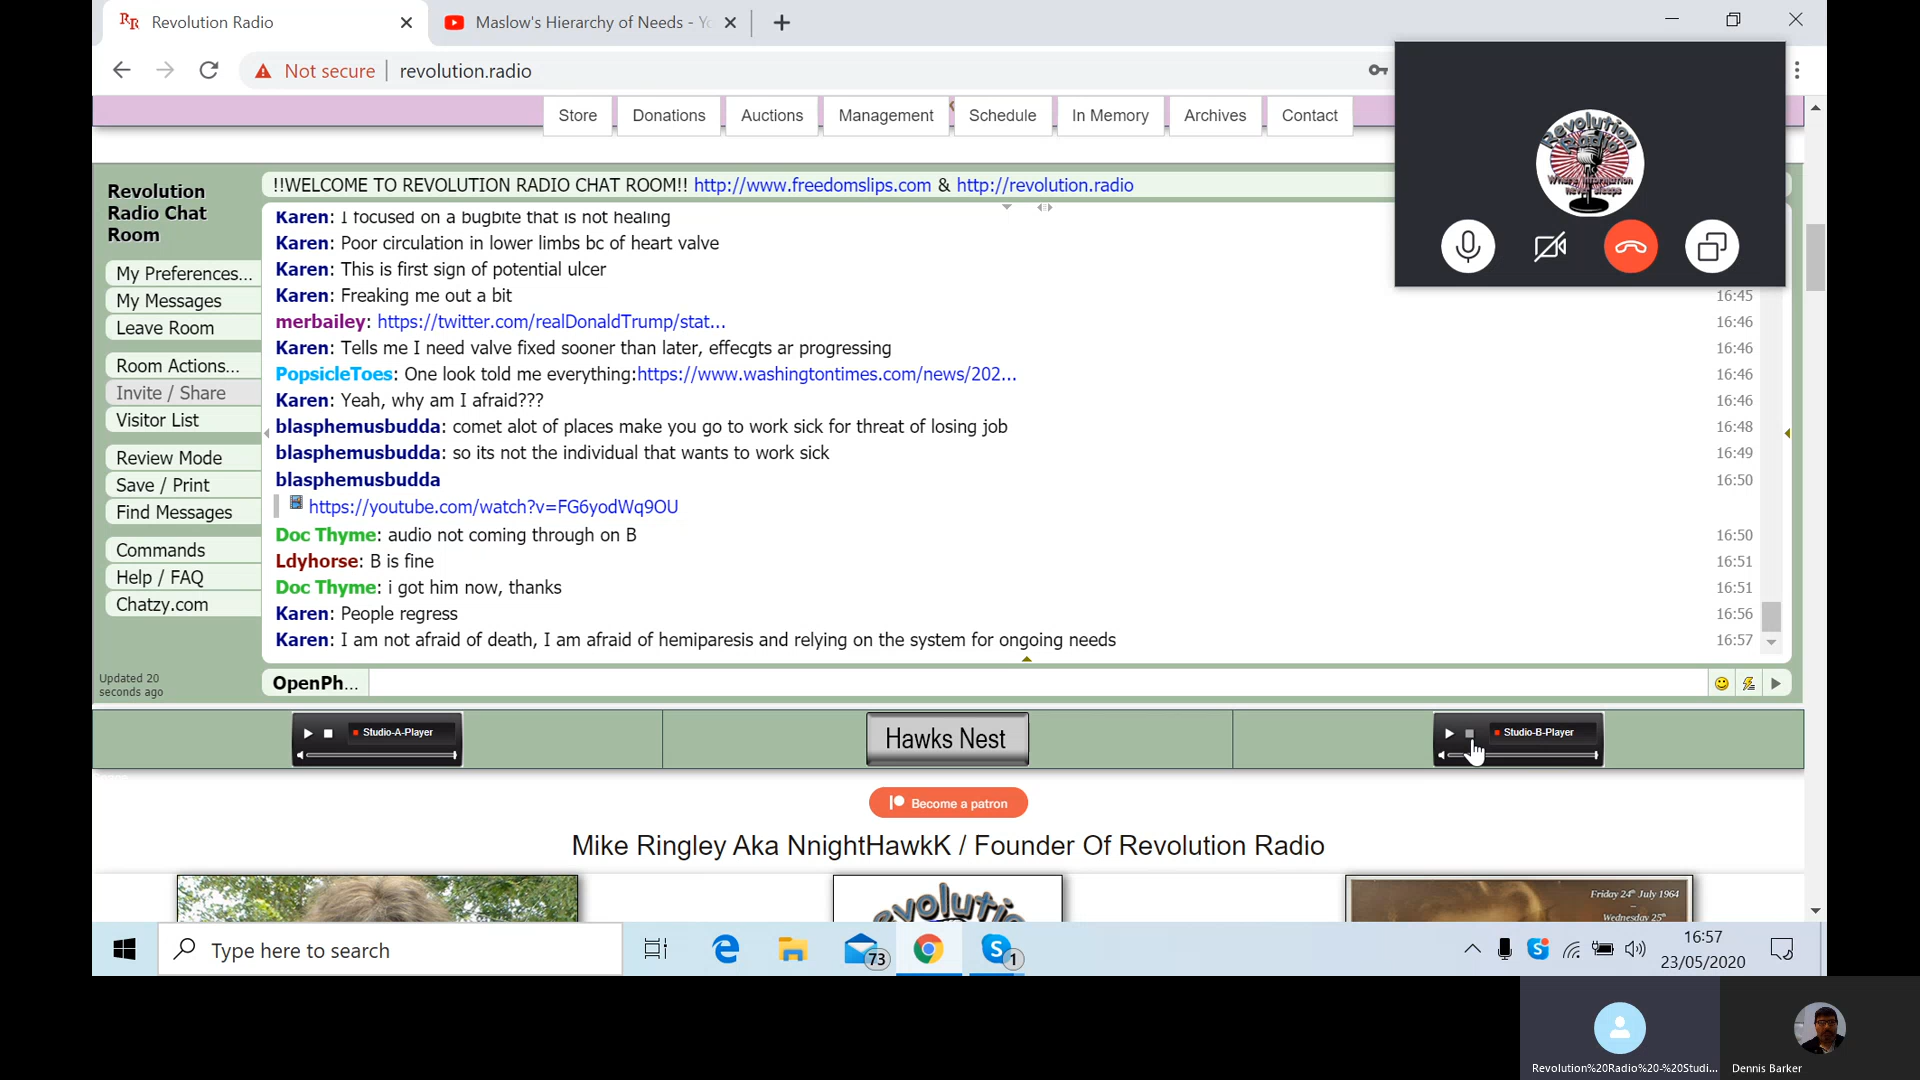 Revolution Radio
Maslow's Hierarchy of Needs - Yo
Not secure
revolution.radio
Store
Donations
Auctions
Management
Schedule
In Memory
Archives
Contact
Revolution Radio
Where Information never sleeps
Revolution
Radio Chat
Room
!!WELCOME TO REVOLUTION RADIO CHAT ROOM!! http://www.freedomslips.com & http://revolution.radio
My Preferences...
My Messages
Leave Room
Room Actions...
Invite / Share
Visitor List
Review Mode
Save / Print
Find Messages
Commands
Help / FAQ
Chatzy.com
Updated 20
seconds ago
Karen: I focused on a bugbite that is not healing
Karen: Poor circulation in lower limbs bc of heart valve
Karen: This is first sign of potential ulcer
Karen: Freaking me out a bit 16:45
merbailey: https://twitter.com/realDonaldTrump/stat... 16:46
Karen: Tells me I need valve fixed sooner than later, effecgts ar progressing 16:46
PopsicleToes: One look told me everything:https://www.washingtontimes.com/news/202... 16:46
Karen: Yeah, why am I afraid??? 16:46
blasphemusbudda: comet alot of places make you go to work sick for threat of losing job 16:48
blasphemusbudda: so its not the individual that wants to work sick 16:49
blasphemusbudda 16:50
https://youtube.com/watch?v=FG6yodWq9OU
Doc Thyme: audio not coming through on B 16:50
Ldyhorse: B is fine 16:51
Doc Thyme: i got him now, thanks 16:51
Karen: People regress 16:56
Karen: I am not afraid of death, I am afraid of hemiparesis and relying on the system for ongoing needs 16:57
OpenPh...
Studio-A-Player
Hawks Nest
Studio-B-Player
Become a patron
Mike Ringley Aka NnightHawkK / Founder Of Revolution Radio
Friday 24th July 1964
–
Wednesday 25th
Type here to search
73
1
16:57
23/05/2020
Revolution%20Radio%20-%20Studi...
Dennis Barker